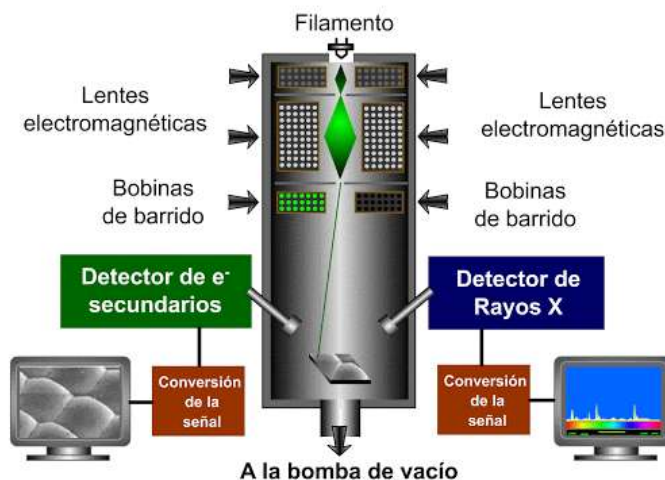 Filamento
Lentes
electromagnéticas
Lentes
electromagnéticas
Bobinas
de barrido
Bobinas
de barrido
Detector de e-
secundarios
Detector de
Rayos X
Conversión
de la
señal
Conversión
de la
señal
A la bomba de vacío